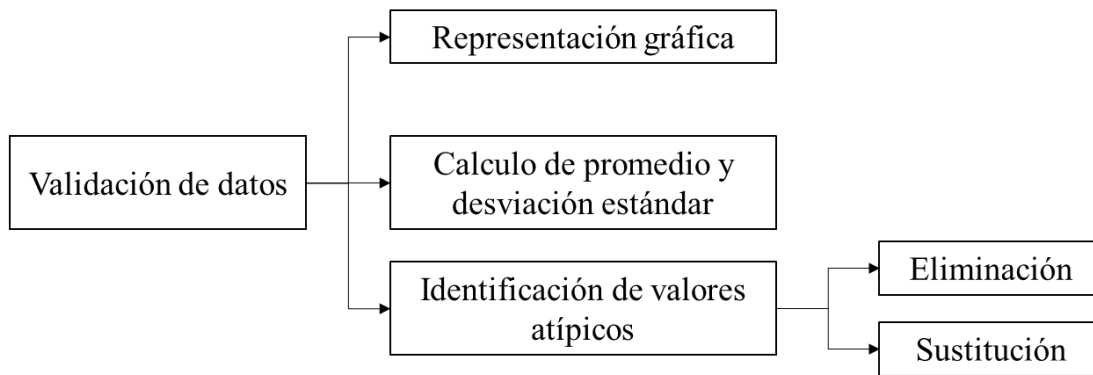 Representación gráfica
Validación de datos
Calculo de promedio y
desviación estándar
Identificación de valores
atípicos
Eliminación
Sustitución